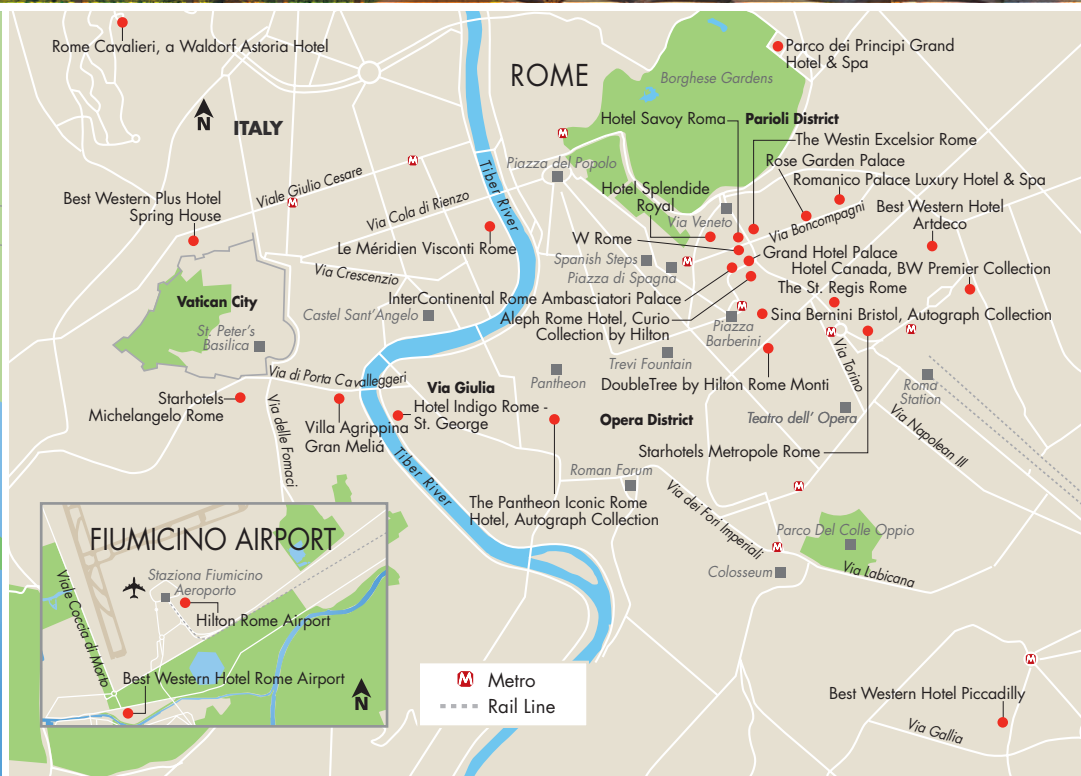 Rome Cavalieri, a Waldorf Astoria Hotel
ROME
Borghese Gardens
Parco dei Principi Grand
Hotel & Spa
N
ITALY
Hotel Savoy Roma
Parioli District
The Westin Excelsior Rome
Rose Garden Palace
Romanico Palace Luxury Hotel & Spa
Best Western Hotel
Artdeco
M
M
M
Piazza del Popolo
Tiber River
Viale Giulio Cesare
Best Western Plus Hotel
Spring House
Via Cola di Rienzo
Le Méridien Visconti Rome
Hotel Splendide
Royal
Via Veneto
Via Boncompagni
W Rome
Grand Hotel Palace
Spanish Steps
M
Piazza di Spagna
Hotel Canada, BW Premier Collection
The St. Regis Rome
Via Crescenzio
Vatican City
InterContinental Rome Ambasciatori Palace
Castel Sant'Angelo
Aleph Rome Hotel, Curio
Collection by Hilton
M
Sina Bernini Bristol, Autograph Collection
Piazza
Barberini
M
M
St. Peter's
Basilica
Trevi Fountain
Via Torino
Via di Porta Cavalleggeri
Via Giulia
Pantheon
DoubleTree by Hilton Rome Monti
Roma
Station
Starhotels
Michelangelo Rome
Villa Agrippina
Gran Meliá
Hotel Indigo Rome -
St. George
Opera District
Teatro dell' Opera
Via delle Fornaci
Via Napolean III
Starhotels Metropole Rome
Tiber River
Roman Forum
M
The Pantheon Iconic Rome
Hotel, Autograph Collection
Via dei Fori Imperiali
Parco Del Colle Oppio
M
Colosseum
Via Labicana
FIUMICINO AIRPORT
Staziona Fiumicino
Aeroporto
Hilton Rome Airport
Viale Coccia di Morto
Best Western Hotel Rome Airport
N
M Metro
Rail Line
M
Best Western Hotel Piccadilly
Via Gallia